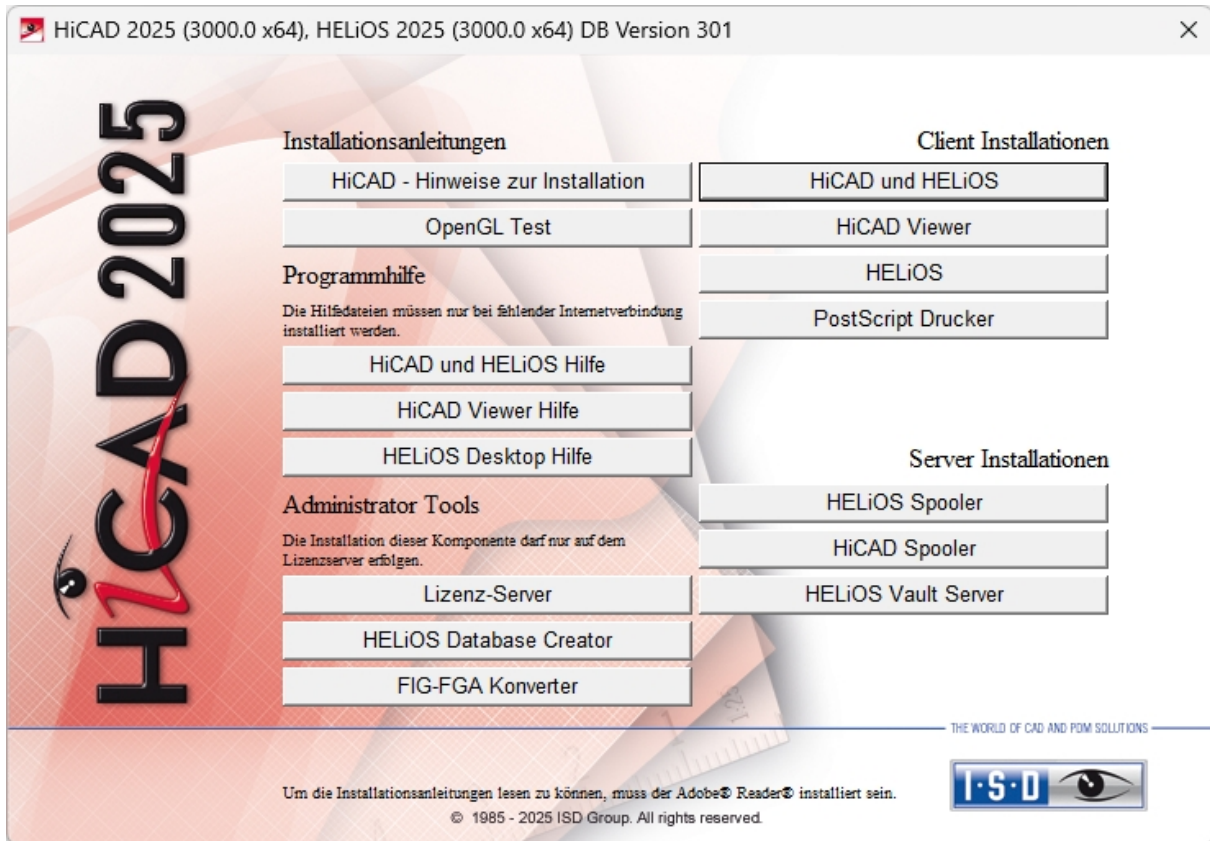 HiCAD 2025 (3000.0 x64), HELiOS 2025 (3000.0 x64) DB Version 301
HiCAD 2025
Installationsanleitungen
HiCAD - Hinweise zur Installation
OpenGL Test
Programmhilfe
Die Hilfedateien müssen nur bei fehlender Internetverbindung
installiert werden.
HiCAD und HELiOS Hilfe
HiCAD Viewer Hilfe
HELiOS Desktop Hilfe
Administrator Tools
Die Installation dieser Komponente darf nur auf dem
Lizenzserver erfolgen.
Lizenz-Server
HELiOS Database Creator
FIG-FGA Konverter
Client Installationen
HiCAD und HELiOS
HiCAD Viewer
HELiOS
PostScript Drucker
Server Installationen
HELiOS Spooler
HiCAD Spooler
HELiOS Vault Server
THE WORLD OF CAD AND PDM SOLUTIONS
I·S·D
Um die Installationsanleitungen lesen zu können, muss der Adobe® Reader® installiert sein.
© 1985 - 2025 ISD Group. All rights reserved.